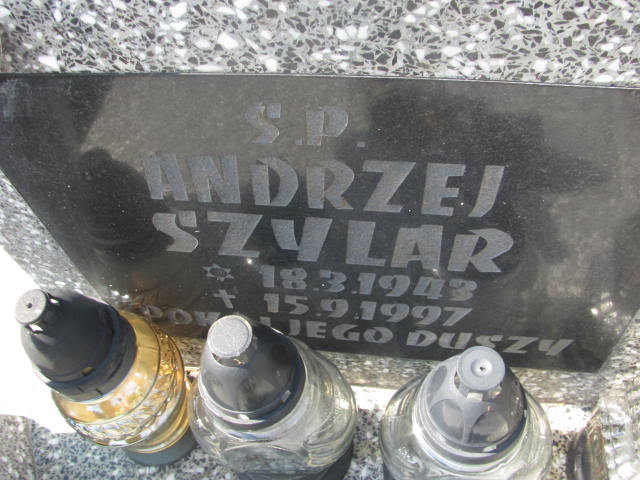 S.P.
ANDRZEJ
SZYLAR
18.3.1943
15.9.1997
JEGO DUSZY